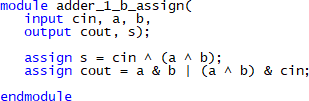 module adder_1_b_assign(
    input cin, a, b,
    output cout, s);
    assign s = cin ^ (a ^ b);
    assign cout = a & b | (a ^ b) & cin;
endmodule